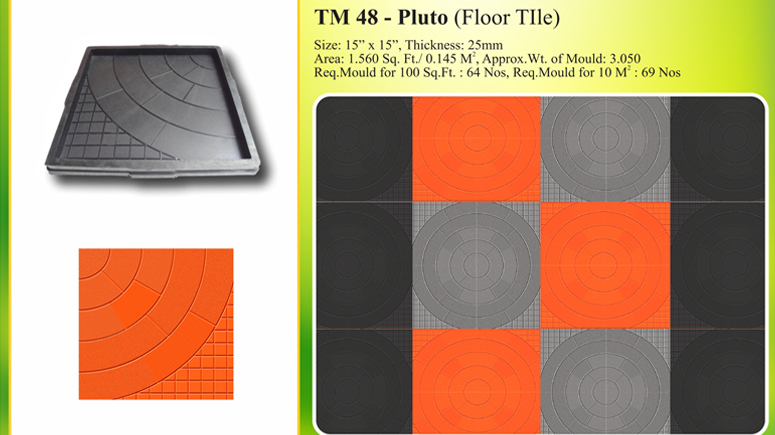 TM 48 - Pluto (Floor TIle)
Size: 15” x 15”, Thickness: 25mm
Area: 1.560 Sq. Ft./ 0.145 M², Approx.Wt. of Mould: 3.050
Req.Mould for 100 Sq.Ft. : 64 Nos, Req.Mould for 10 M² : 69 Nos